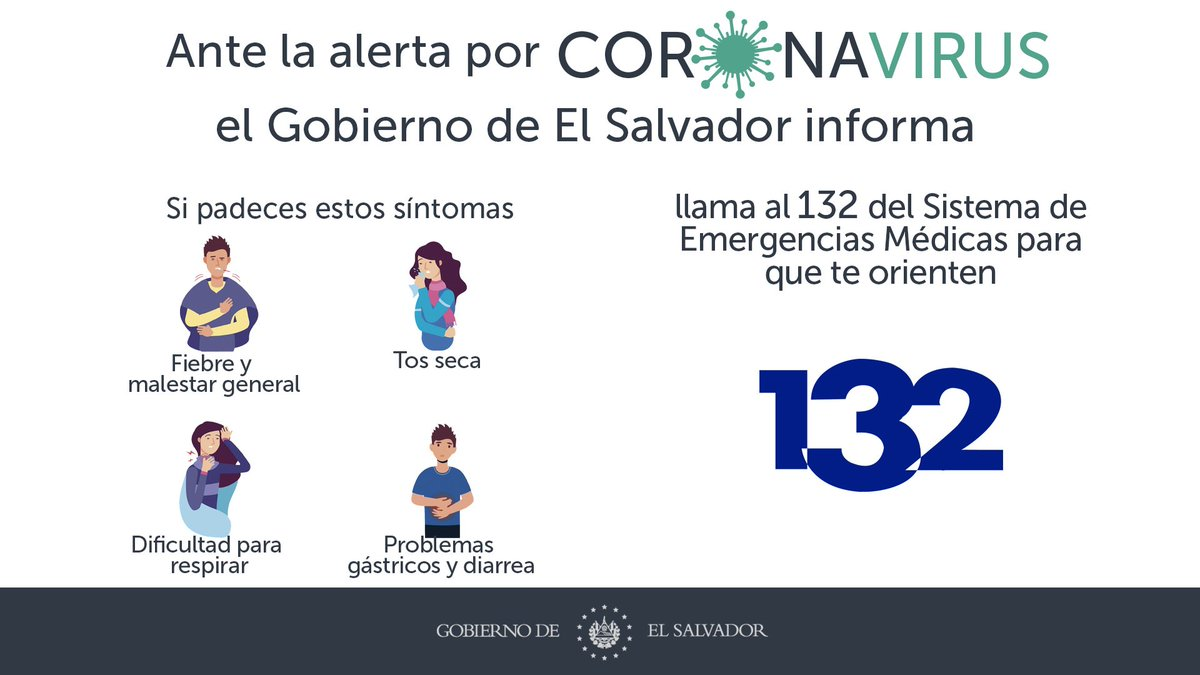 Ante la alerta por CORONAVIRUS
el Gobierno de El Salvador informa
Si padeces estos síntomas
Fiebre y
malestar general
Tos seca
Dificultad para
respirar
Problemas
gástricos y diarrea
llama al 132 del Sistema de
Emergencias Médicas para
que te orienten
132
GOBIERNO DE EL SALVADOR